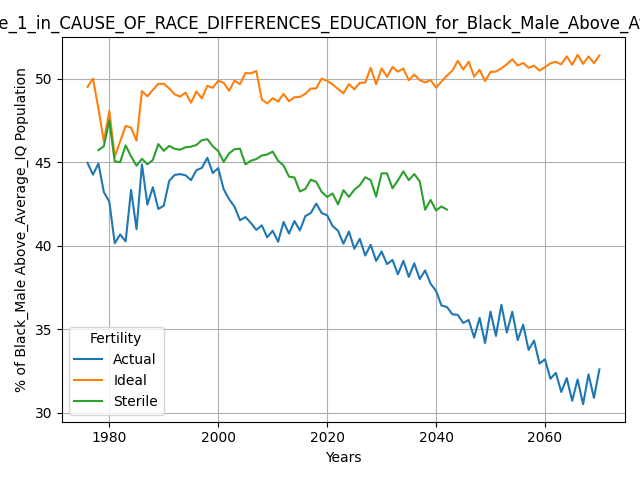 e_1_in_CAUSE_OF_RACE_DIFFERENCES_EDUCATION_for_Black_Male_Above_A
% of Black_Male Above_Average_IQ Population
50
45
40
35
30
Fertility
Actual
Ideal
Sterile
1980
2000
2020
2040
2060
Years